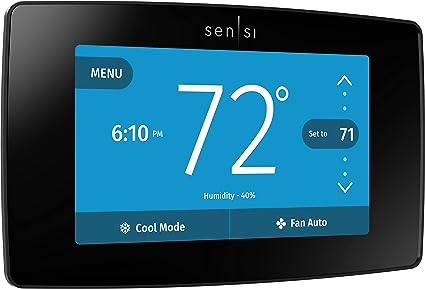 sensi
MENU
72°
6:10 PM
Set to 71
Humidity - 40%
Cool Mode
Fan Auto